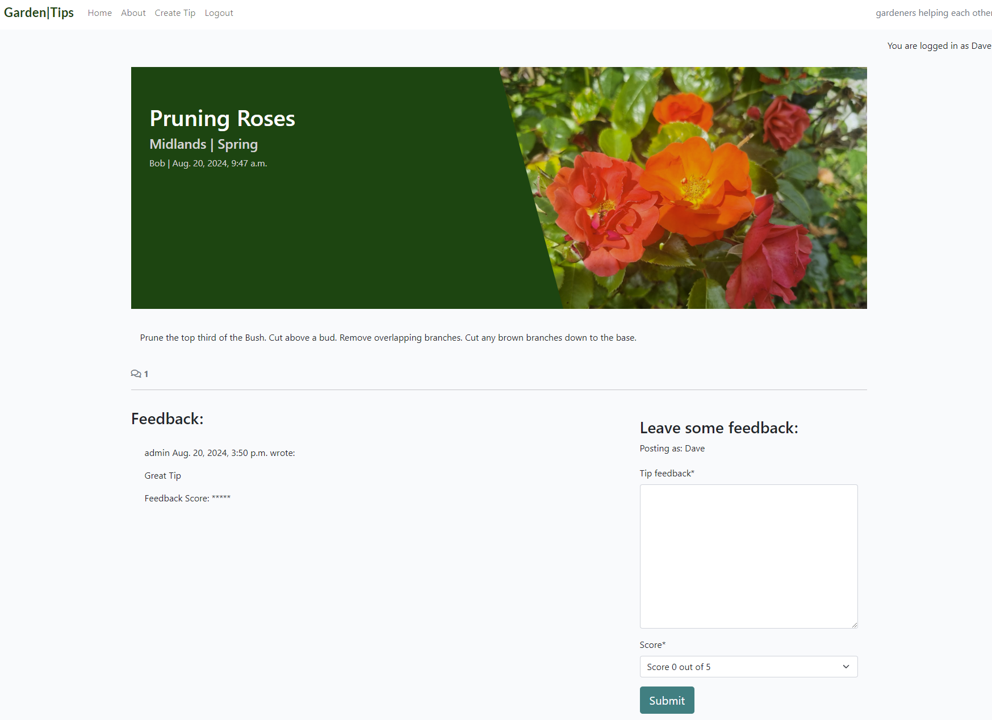 Garden|Tips Home About Create Tip Logout gardeners helping each other
You are logged in as Dave
Pruning Roses
Midlands | Spring
Bob | Aug. 20, 2024, 9:47 a.m.
Prune the top third of the Bush. Cut above a bud. Remove overlapping branches. Cut any brown branches down to the base.
1
Feedback:
admin Aug. 20, 2024, 3:50 p.m. wrote:
Great Tip
Feedback Score: *****
Leave some feedback:
Posting as: Dave
Tip feedback*
Score*
Score 0 out of 5
Submit